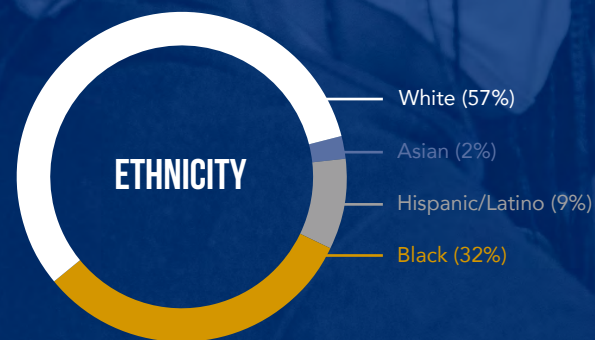 ETHNICITY
White (57%)
Asian (2%)
Hispanic/Latino (9%)
Black (32%)